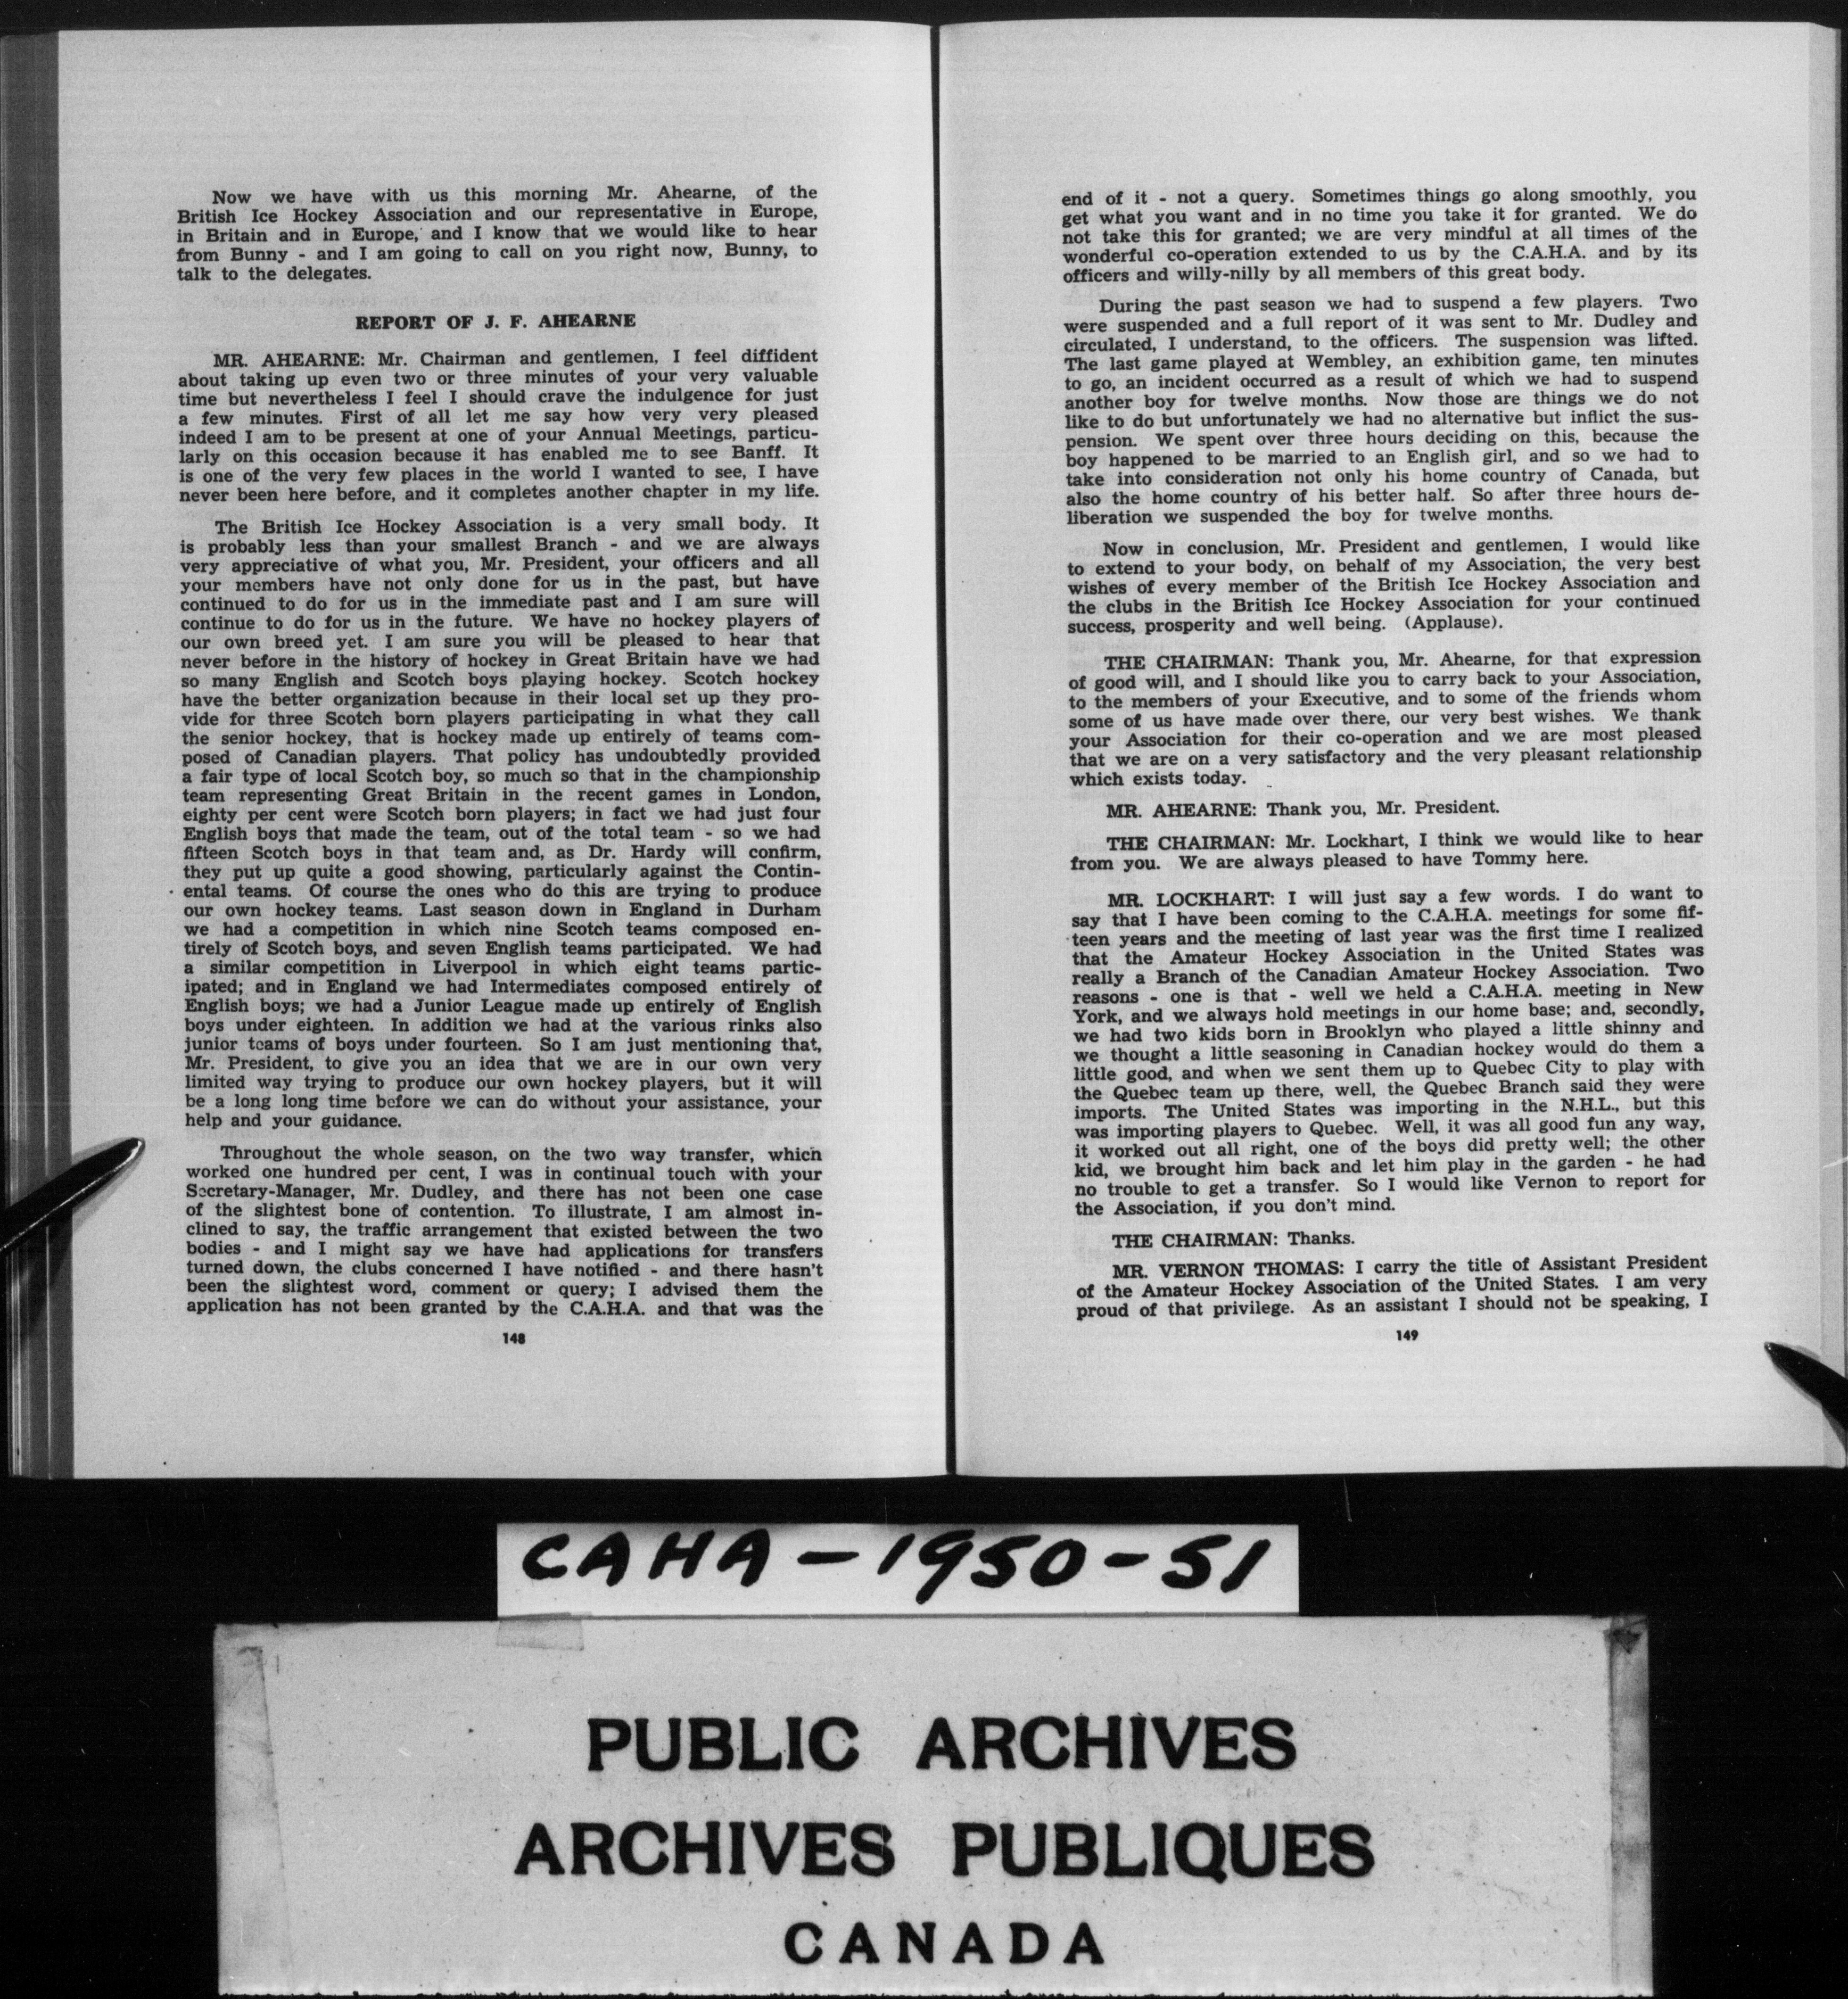 Now we have with us this morning Mr. Ahearne, of the
British Ice Hockey Association and our representative in Europe,
in Britain and in Europe, and I know that we would like to hear
from Bunny - and I am going to call on you right now, Bunny, to
talk to the delegates.
REPORT OF J. F. AHEARNE
MR. AHEARNE: Mr. Chairman and gentlemen, I feel diffident
about taking up even two or three minutes of your very valuable
time but nevertheless I feel I should crave the indulgence for just
a few minutes. First of all let me say how very very pleased
indeed I am to be present at one of your Annual Meetings, particu-
larly on this occasion because it has enabled me to see Banff. It
is one of the very few places in the world I wanted to see, I have
never been here before, and it completes another chapter in my life.
The British Ice Hockey Association is a very small body. It
is probably less than your smallest Branch - and we are always
very appreciative of what you, Mr. President, your officers and all
your members have not only done for us in the past, but have
continued to do for us in the immediate past and I am sure will
continue to do for us in the future. We have no hockey players of
our own breed yet. I am sure you will be pleased to hear that
never before in the history of hockey in Great Britain have we had
so many English and Scotch boys playing hockey. Scotch hockey
have the better organization because in their local set up they pro-
vide for three Scotch born players participating in what they call
the senior hockey, that is hockey made up entirely of teams com-
posed of Canadian players. That policy has undoubtedly provided
a fair type of local Scotch boy, so much so that in the championship
team representing Great Britain in the recent games in London,
eighty per cent were Scotch born players; in fact we had just four
English boys that made the team, out of the total team - so we had
fifteen Scotch boys in that team and, as Dr. Hardy will confirm,
they put up quite a good showing, particularly against the Contin-
ental teams. Of course the ones who do this are trying to produce
our own hockey teams. Last season down in England in Durham
we had a competition in which nine Scotch teams composed en-
tirely of Scotch boys, and seven English teams participated. We had
a similar competition in Liverpool in which eight teams partic-
ipated; and in England we had Intermediates composed entirely of
English boys; we had a Junior League made up entirely of English
boys under eighteen. In addition we had at the various rinks also
junior teams of boys under fourteen. So I am just mentioning that,
Mr. President, to give you an idea that we are in our own very
limited way trying to produce our own hockey players, but it will
be a long long time before we can do without your assistance, your
help and your guidance.
Throughout the whole season, on the two way transfer, which
worked one hundred per cent, I was in continual touch with your
Secretary-Manager, Mr. Dudley, and there has not been one case
of the slightest bone of contention. To illustrate, I am almost in-
clined to say, the traffic arrangement that existed between the two
bodies - and I might say we have had applications for transfers
turned down, the clubs concerned I have notified - and there hasn't
been the slightest word, comment or query; I advised them the
application has not been granted by the C.A.H.A. and that was the
148
end of it - not a query. Sometimes things go along smoothly, you
get what you want and in no time you take it for granted. We do
not take this for granted; we are very mindful at all times of the
wonderful co-operation extended to us by the C.A.H.A. and by its
officers and willy-nilly by all members of this great body.
During the past season we had to suspend a few players. Two
were suspended and a full report of it was sent to Mr. Dudley and
circulated, I understand, to the officers. The suspension was lifted.
The last game played at Wembley, an exhibition game, ten minutes
to go, an incident occurred as a result of which we had to suspend
another boy for twelve months. Now those are things we do not
like to do but unfortunately we had no alternative but inflict the sus-
pension. We spent over three hours deciding on this, because the
boy happened to be married to an English girl, and so we had to
take into consideration not only his home country of Canada, but
also the home country of his better half. So after three hours de-
liberation we suspended the boy for twelve months.
Now in conclusion, Mr. President and gentlemen, I would like
to extend to your body, on behalf of my Association, the very best
wishes of every member of the British Ice Hockey Association and
the clubs in the British Ice Hockey Association for your continued
success, prosperity and well being. (Applause).
THE CHAIRMAN: Thank you, Mr. Ahearne, for that expression
of good will, and I should like you to carry back to your Association,
to the members of your Executive, and to some of the friends whom
some of us have made over there, our very best wishes. We thank
your Association for their co-operation and we are most pleased
that we are on a very satisfactory and the very pleasant relationship
which exists today.
MR. AHEARNE: Thank you, Mr. President.
THE CHAIRMAN: Mr. Lockhart, I think we would like to hear
from you. We are always pleased to have Tommy here.
MR. LOCKHART: I will just say a few words. I do want to
say that I have been coming to the C.A.H.A. meetings for some fif-
teen years and the meeting of last year was the first time I realized
that the Amateur Hockey Association in the United States was
really a Branch of the Canadian Amateur Hockey Association. Two
reasons - one is that - well we held a C.A.H.A. meeting in New
York, and we always hold meetings in our home base; and, secondly,
we had two kids born in Brooklyn who played a little shinny and
we thought a little seasoning in Canadian hockey would do them a
little good, and when we sent them up to Quebec City to play with
the Quebec team up there, well, the Quebec Branch said they were
imports. The United States was importing in the N.H.L., but this
was importing players to Quebec. Well, it was all good fun any way,
it worked out all right, one of the boys did pretty well; the other
kid, we brought him back and let him play in the garden - he had
no trouble to get a transfer. So I would like Vernon to report for
the Association, if you don't mind.
THE CHAIRMAN: Thanks.
MR. VERNON THOMAS: I carry the title of Assistant President
of the Amateur Hockey Association of the United States. I am very
proud of that privilege. As an assistant I should not be speaking, I
149
CAHA-1950-51
PUBLIC ARCHIVES
ARCHIVES PUBLIQUES
CANADA